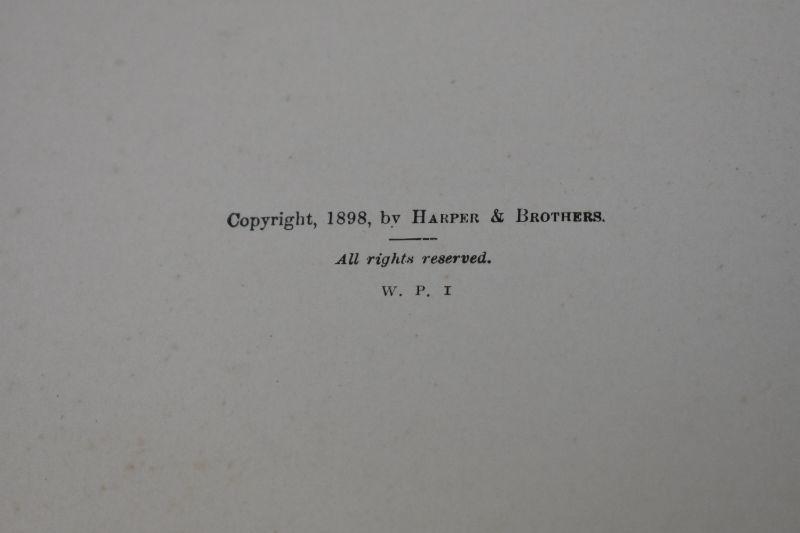 Copyright, 1898, by HARPER & BROTHERS.
All rights reserved.
W. P. I